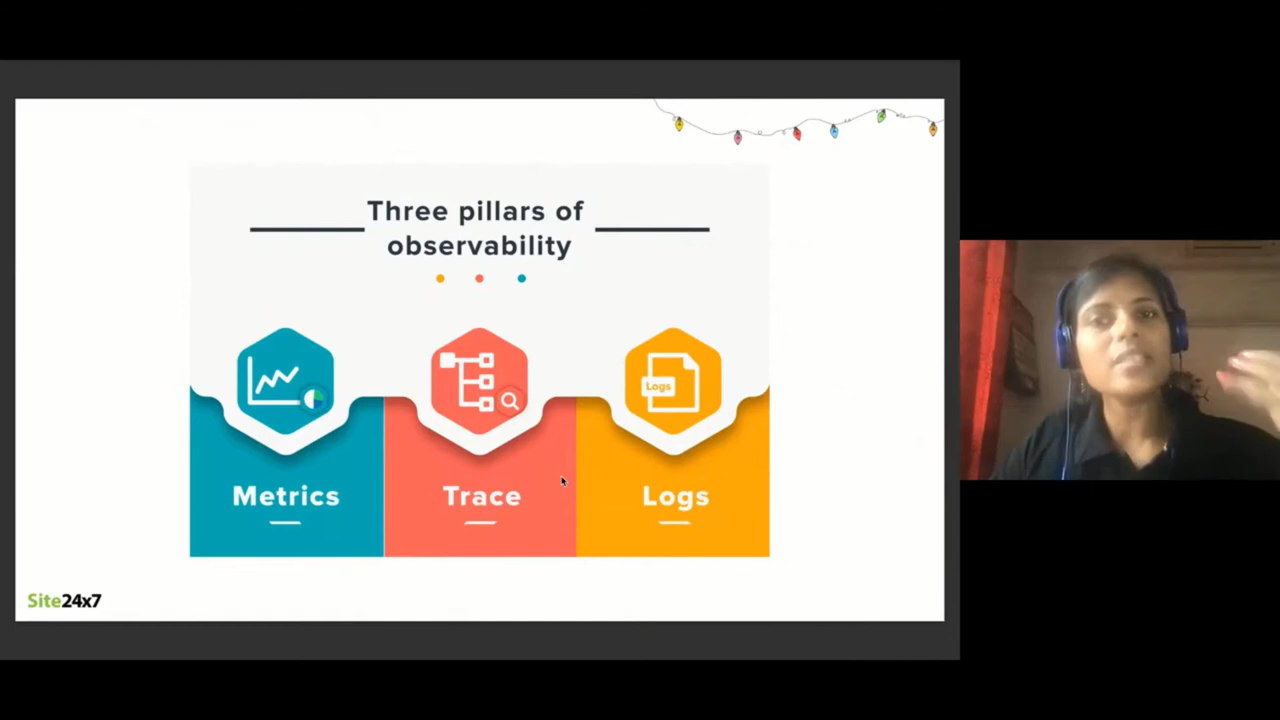 Three pillars of
observability
Logs
Metrics
Trace
Logs
Site24x7